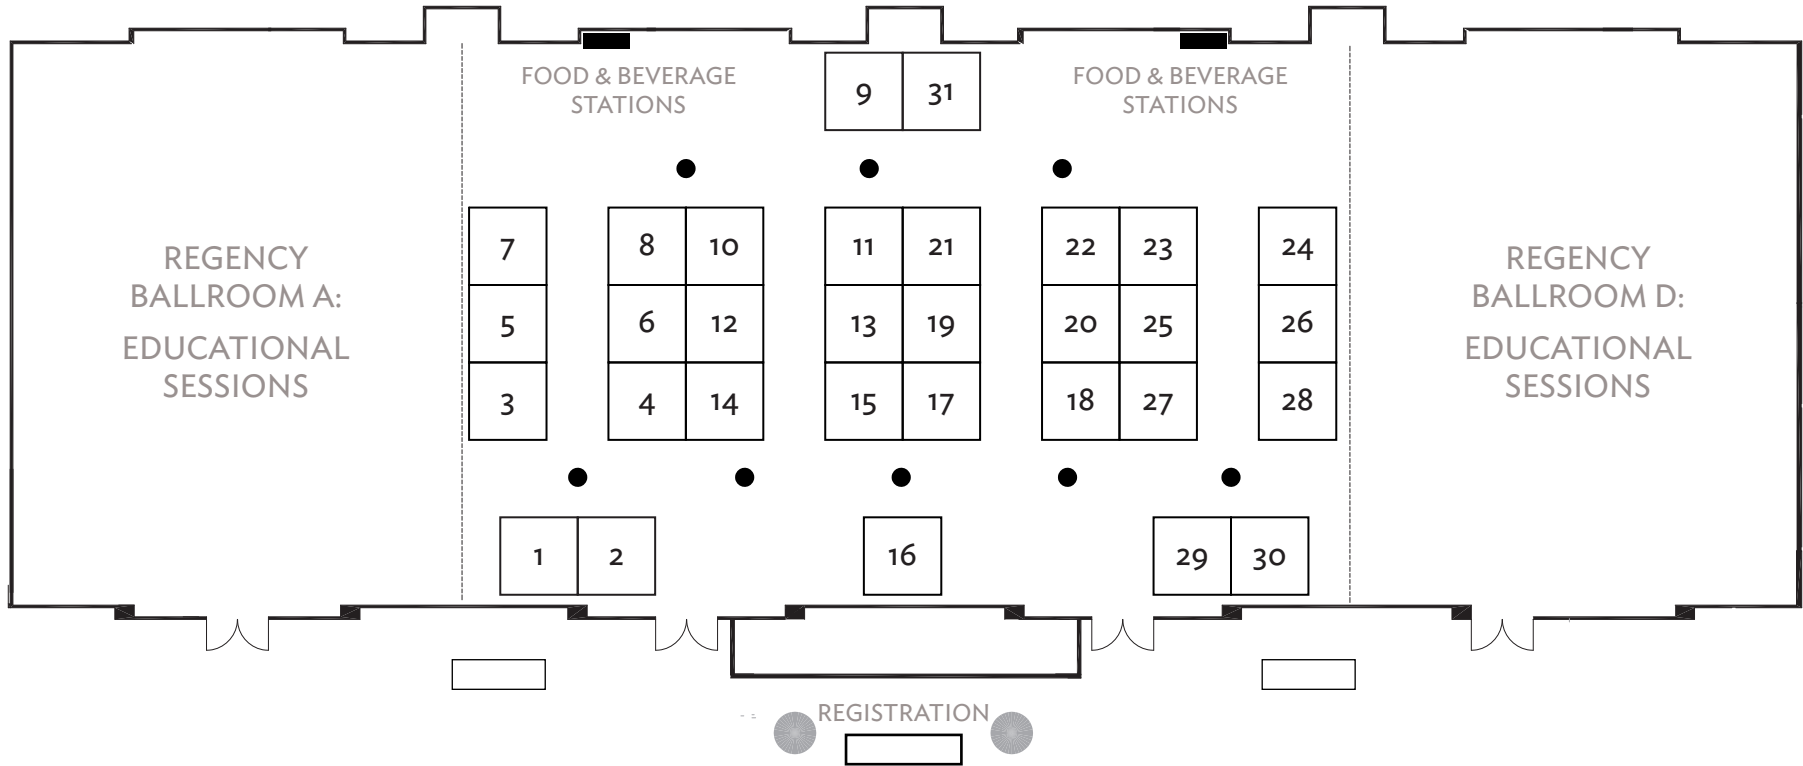 FOOD & BEVERAGE
STATIONS
9 31
FOOD & BEVERAGE
STATIONS
REGENCY
BALLROOM A:
EDUCATIONAL
SESSIONS
7 8 10 11 21 22 23 24
5 6 12 13 19 20 25 26
3 4 14 15 17 18 27 28
REGENCY
BALLROOM D:
EDUCATIONAL
SESSIONS
1 2 16 29 30
REGISTRATION